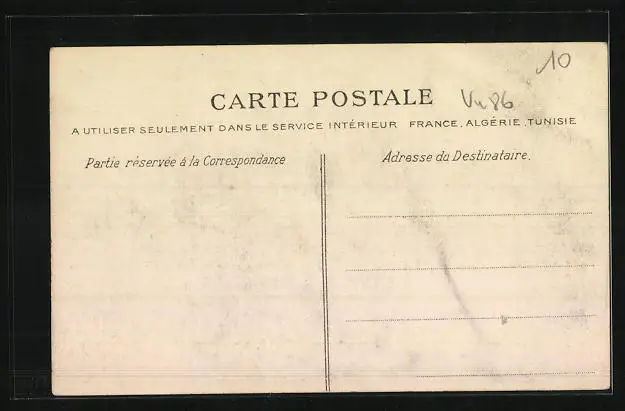 10
CARTE POSTALE
86
A UTILISER SEULEMENT DANS LE SERVICE INTÉRIEUR FRANCE, ALGÉRIE, TUNISIE
Partie réservée à la Correspondance
Adresse du Destinataire.